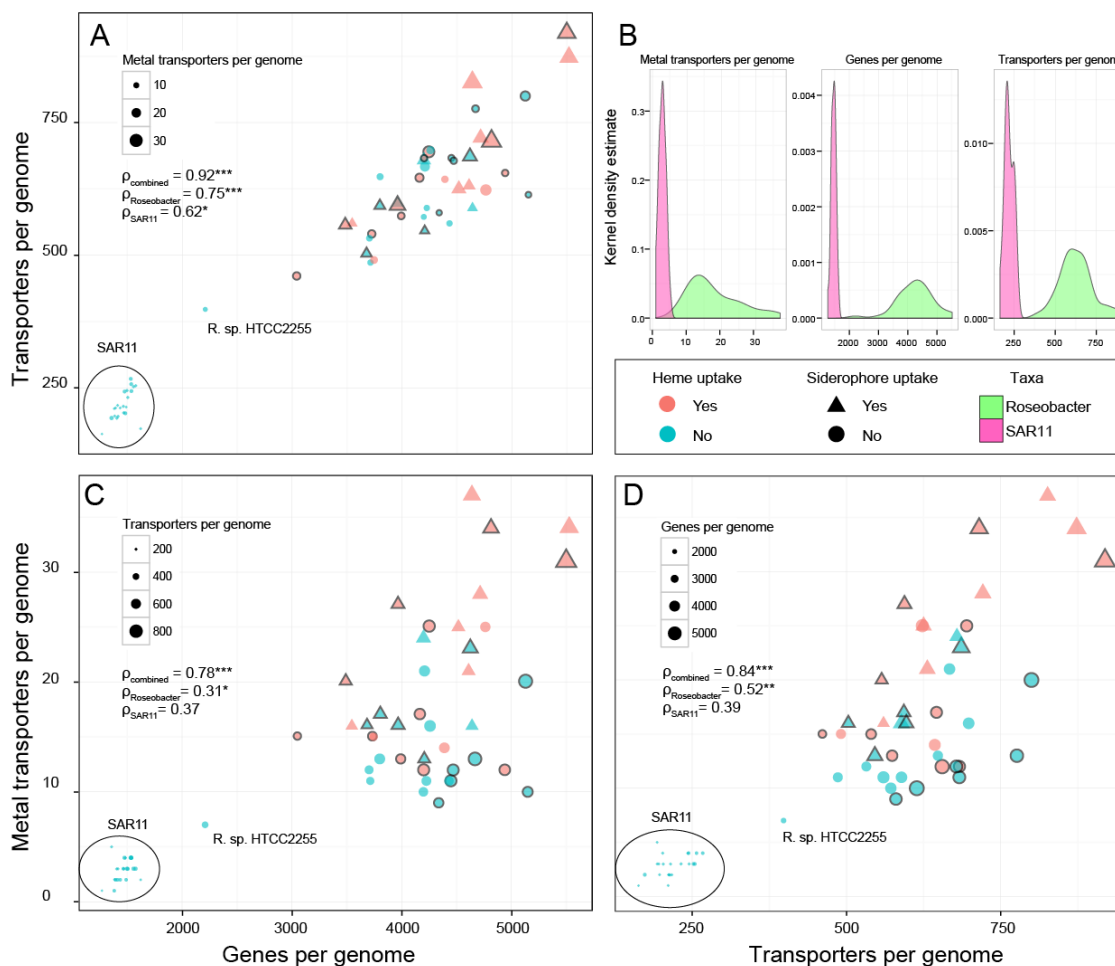 A
Metal transporters per genome
10
20
30
ρcombined = 0.92***
ρRoseobacter = 0.75***
ρSAR11 = 0.62*
R. sp. HTCC2255
SAR11
Transporters per genome
750
500
250
B
Metal transporters per genome
Genes per genome
Transporters per genome
Kernel density estimate
0.3
0.2
0.1
0.0
0 10 20 30
0.004
0.003
0.002
0.001
0.000
2000 3000 4000 5000
0.010
0.005
0.000
250 500 750
Heme uptake
Yes
No
Siderophore uptake
Yes
No
Taxa
Roseobacter
SAR11
C
Transporters per genome
200
400
600
800
ρcombined = 0.78***
ρRoseobacter = 0.31*
ρSAR11 = 0.37
SAR11
R. sp. HTCC2255
Metal transporters per genome
30
20
10
0
2000 3000 4000 5000
Genes per genome
D
Genes per genome
2000
3000
4000
5000
ρcombined = 0.84***
ρRoseobacter = 0.52**
ρSAR11 = 0.39
SAR11
R. sp. HTCC2255
250 500 750
Transporters per genome